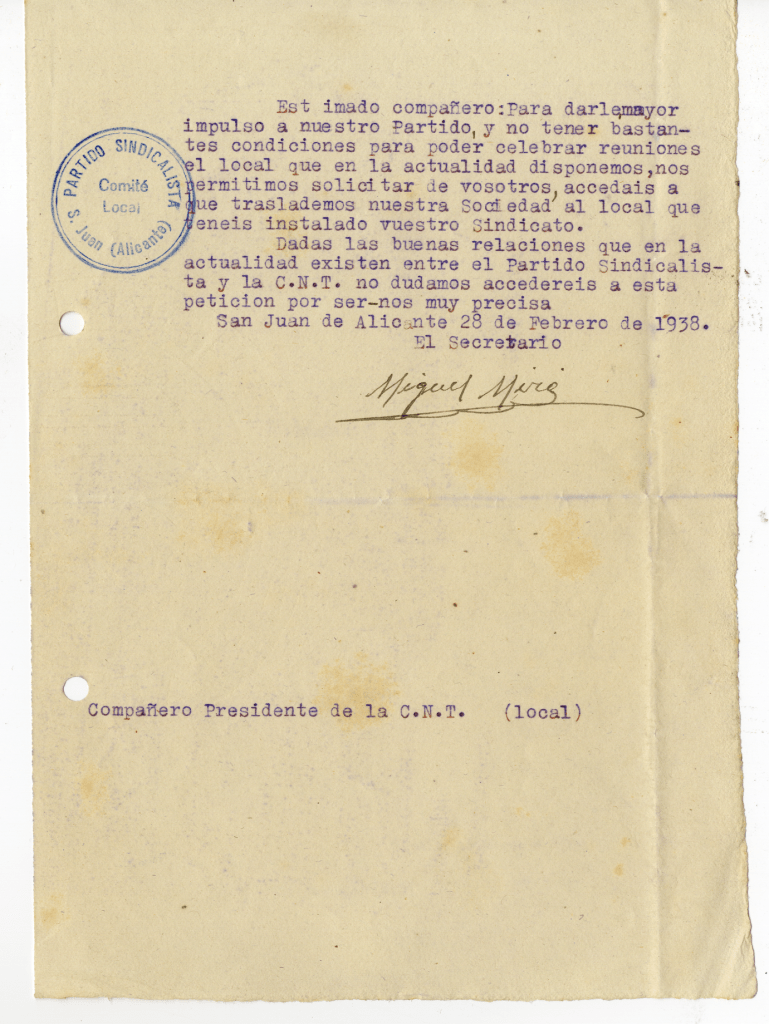 Est imado compañero:Para darlemayor
impulso a nuestro Partido, y no tener bastan-
tes condiciones para poder celebrar reuniones
el local que en la actualidad disponemos,nos
permitimos solicitar de vosotros,accedais a
que traslademos nuestra Sociedad al local que
teneis instalado vuestro Sindicato.
Dadas las buenas relaciones que en la
actualidad existen entre el Partido Sindicalis-
ta y la C.N.T. no dudamos accedereis a esta
peticion por ser-nos muy precisa
San Juan de Alicante 28 de Febrero de 1938.
El Secretario
PARTIDO SINDICALISTA
Comité
Local
S. Juan (Alicante)
Miguel Miró
Compañero Presidente de la C.N.T. (local)